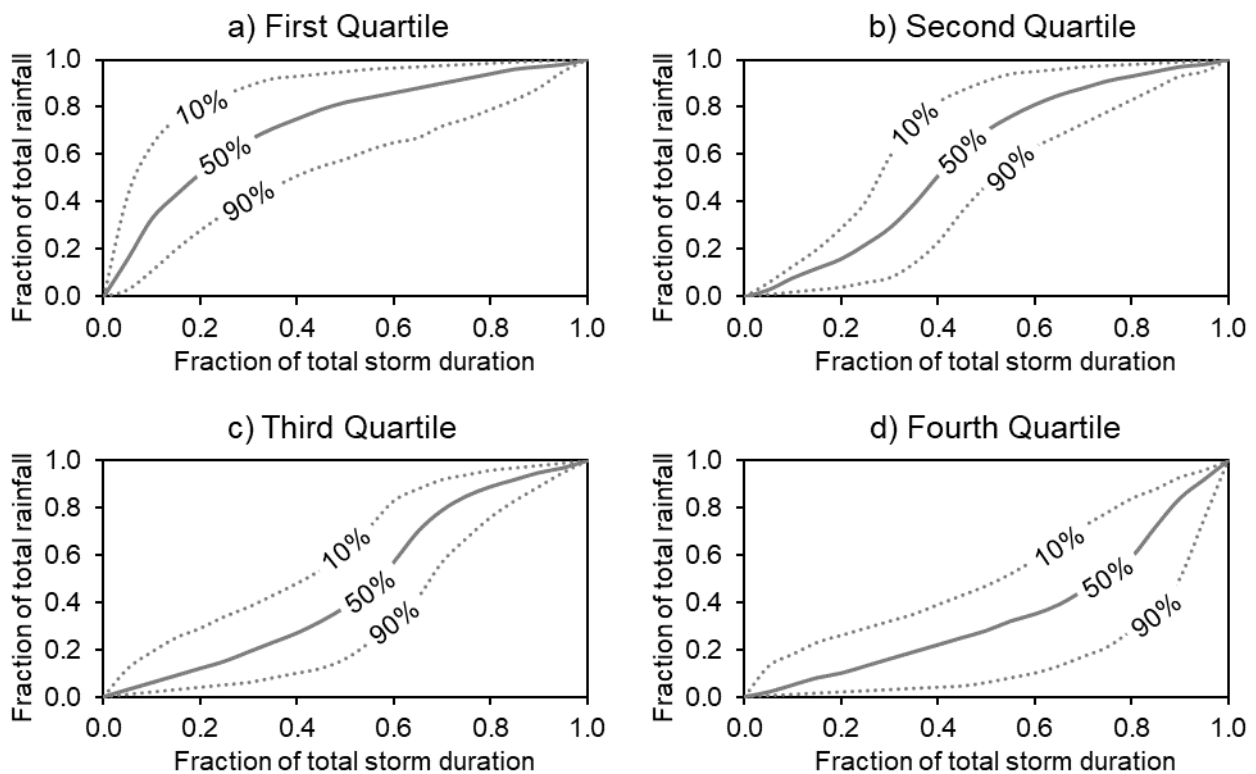 a) First Quartile
Fraction of total rainfall
1.0
0.8
0.6
0.4
0.2
0.0
10%
50%
90%
0.0 0.2 0.4 0.6 0.8 1.0
Fraction of total storm duration
b) Second Quartile
Fraction of total rainfall
1.0
0.8
0.6
0.4
0.2
0.0
10%
50%
90%
0.0 0.2 0.4 0.6 0.8 1.0
Fraction of total storm duration
c) Third Quartile
Fraction of total rainfall
1.0
0.8
0.6
0.4
0.2
0.0
10%
50%
90%
0.0 0.2 0.4 0.6 0.8 1.0
Fraction of total storm duration
d) Fourth Quartile
Fraction of total rainfall
1.0
0.8
0.6
0.4
0.2
0.0
10%
50%
90%
0.0 0.2 0.4 0.6 0.8 1.0
Fraction of total storm duration